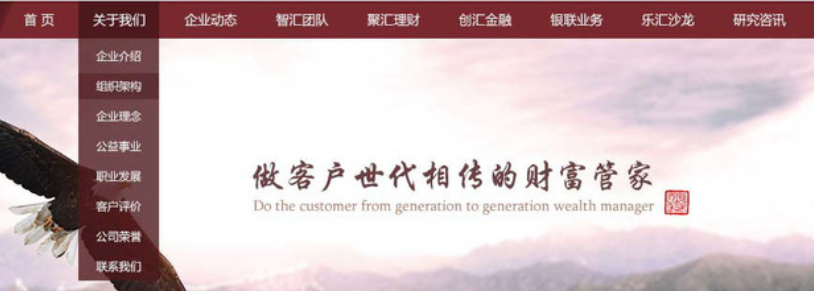 首 页 关于我们 企业动态 智汇团队 聚汇理财 创汇金融 银联业务 乐汇沙龙 研究咨讯
企业介绍
组织架构
企业理念
公益事业
职业发展
客户评价
公司荣誉
联系我们
做客户世代相传的财富管家
Do the customer from generation to generation wealth manager